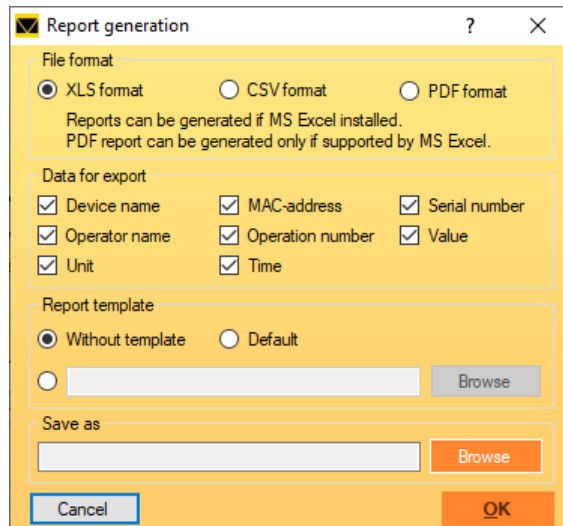 Report generation ? X
File format
XLS format CSV format PDF format
Reports can be generated if MS Excel installed.
PDF report can be generated only if supported by MS Excel.
Data for export
Device name MAC-address Serial number
Operator name Operation number Value
Unit Time
Report template
Without template Default
Browse
Save as
Browse
Cancel OK